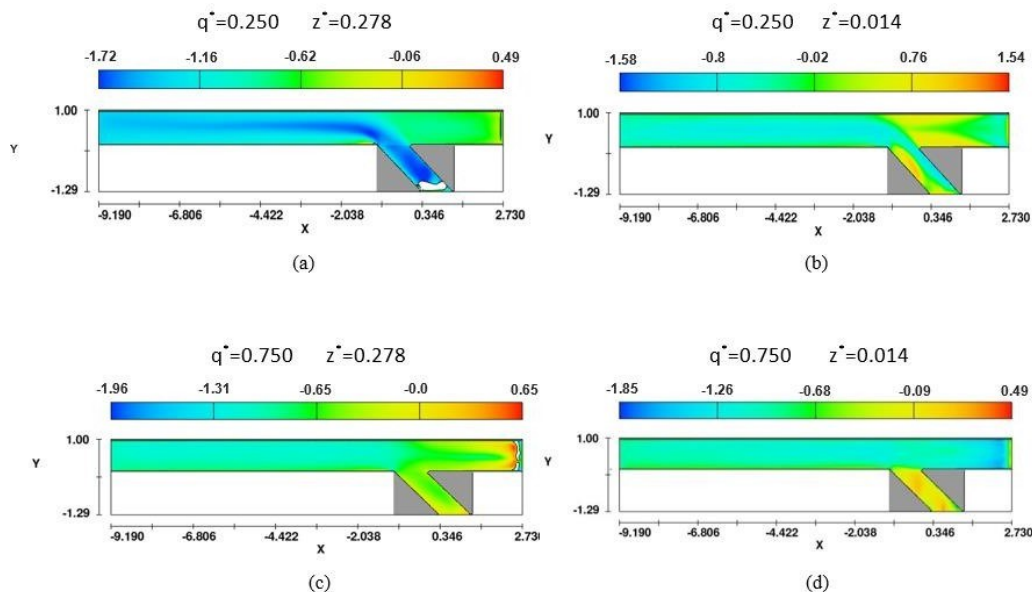 q*=0.250 z*=0.278
-1.72 -1.16 -0.62 -0.06 0.49
1.00
Y
-1.29
-9.190 -6.806 -4.422 -2.038 0.346 2.730
X
(a)
q*=0.250 z*=0.014
-1.58 -0.8 -0.02 0.76 1.54
1.00
Y
-1.29
-9.190 -6.806 -4.422 -2.038 0.346 2.730
X
(b)
q*=0.750 z*=0.278
-1.96 -1.31 -0.65 -0.0 0.65
1.00
Y
-1.29
-9.190 -6.806 -4.422 -2.038 0.346 2.730
X
(c)
q*=0.750 z*=0.014
-1.85 -1.26 -0.68 -0.09 0.49
1.00
Y
-1.29
-9.190 -6.806 -4.422 -2.038 0.346 2.730
X
(d)